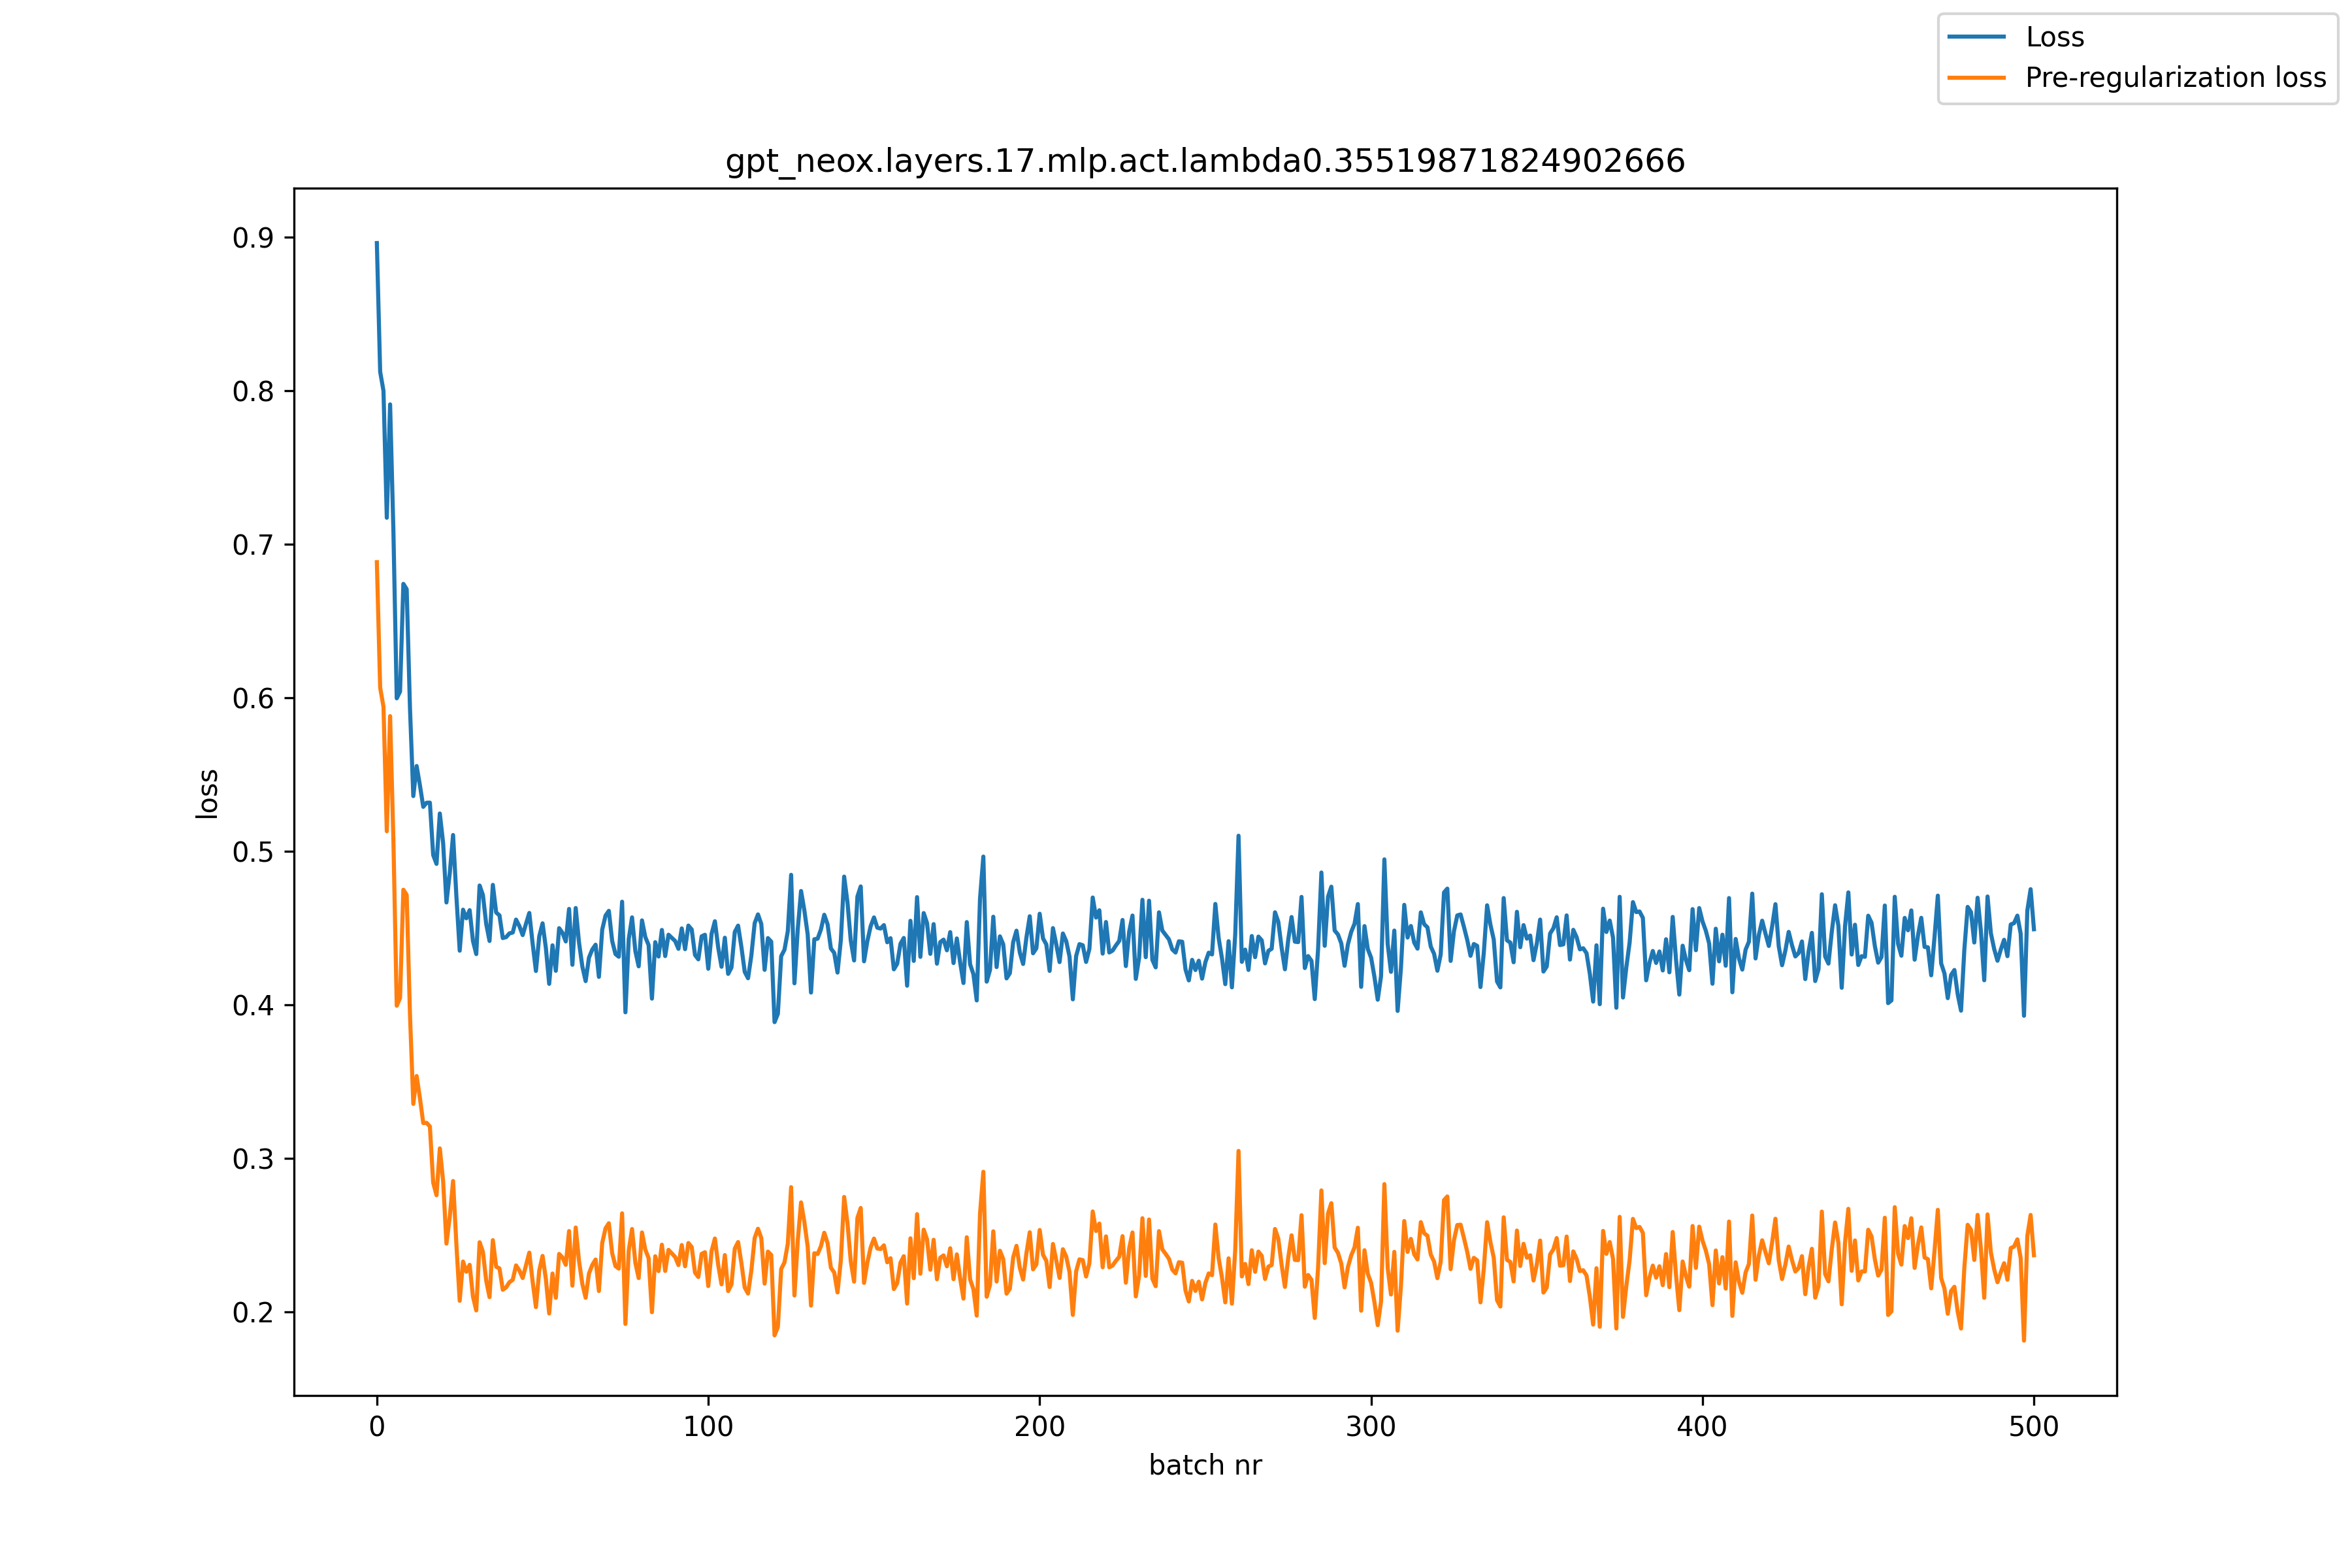 Loss
Pre-regularization loss
gpt_neox.layers.17.mlp.act.lambda0.35519871824902666
0.9
0.8
0.7
0.6
0.5
0.4
0.3
0.2
loss
0 100 200 300 400 500
batch nr